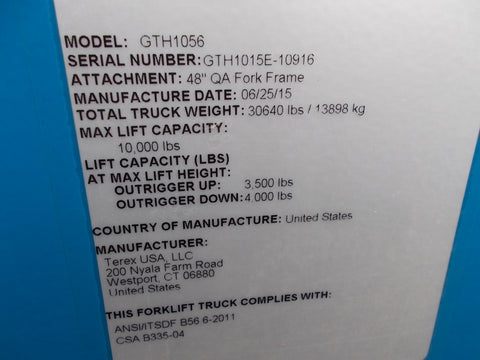 MODEL: GTH1056
SERIAL NUMBER: GTH1015E-10916
ATTACHMENT: 48" QA Fork Frame
MANUFACTURE DATE: 06/25/15
TOTAL TRUCK WEIGHT: 30640 lbs / 13898 kg
MAX LIFT CAPACITY:
10,000 lbs
LIFT CAPACITY (LBS)
AT MAX LIFT HEIGHT:
OUTRIGGER UP: 3,500 lbs
OUTRIGGER DOWN: 4,000 lbs
COUNTRY OF MANUFACTURE: United States
MANUFACTURER:
Terex USA, LLC
200 Nyala Farm Road
Westport, CT 06880
United States
THIS FORKLIFT TRUCK COMPLIES WITH:
ANSI/ITSDF B56.6-2011
CSA B335-04